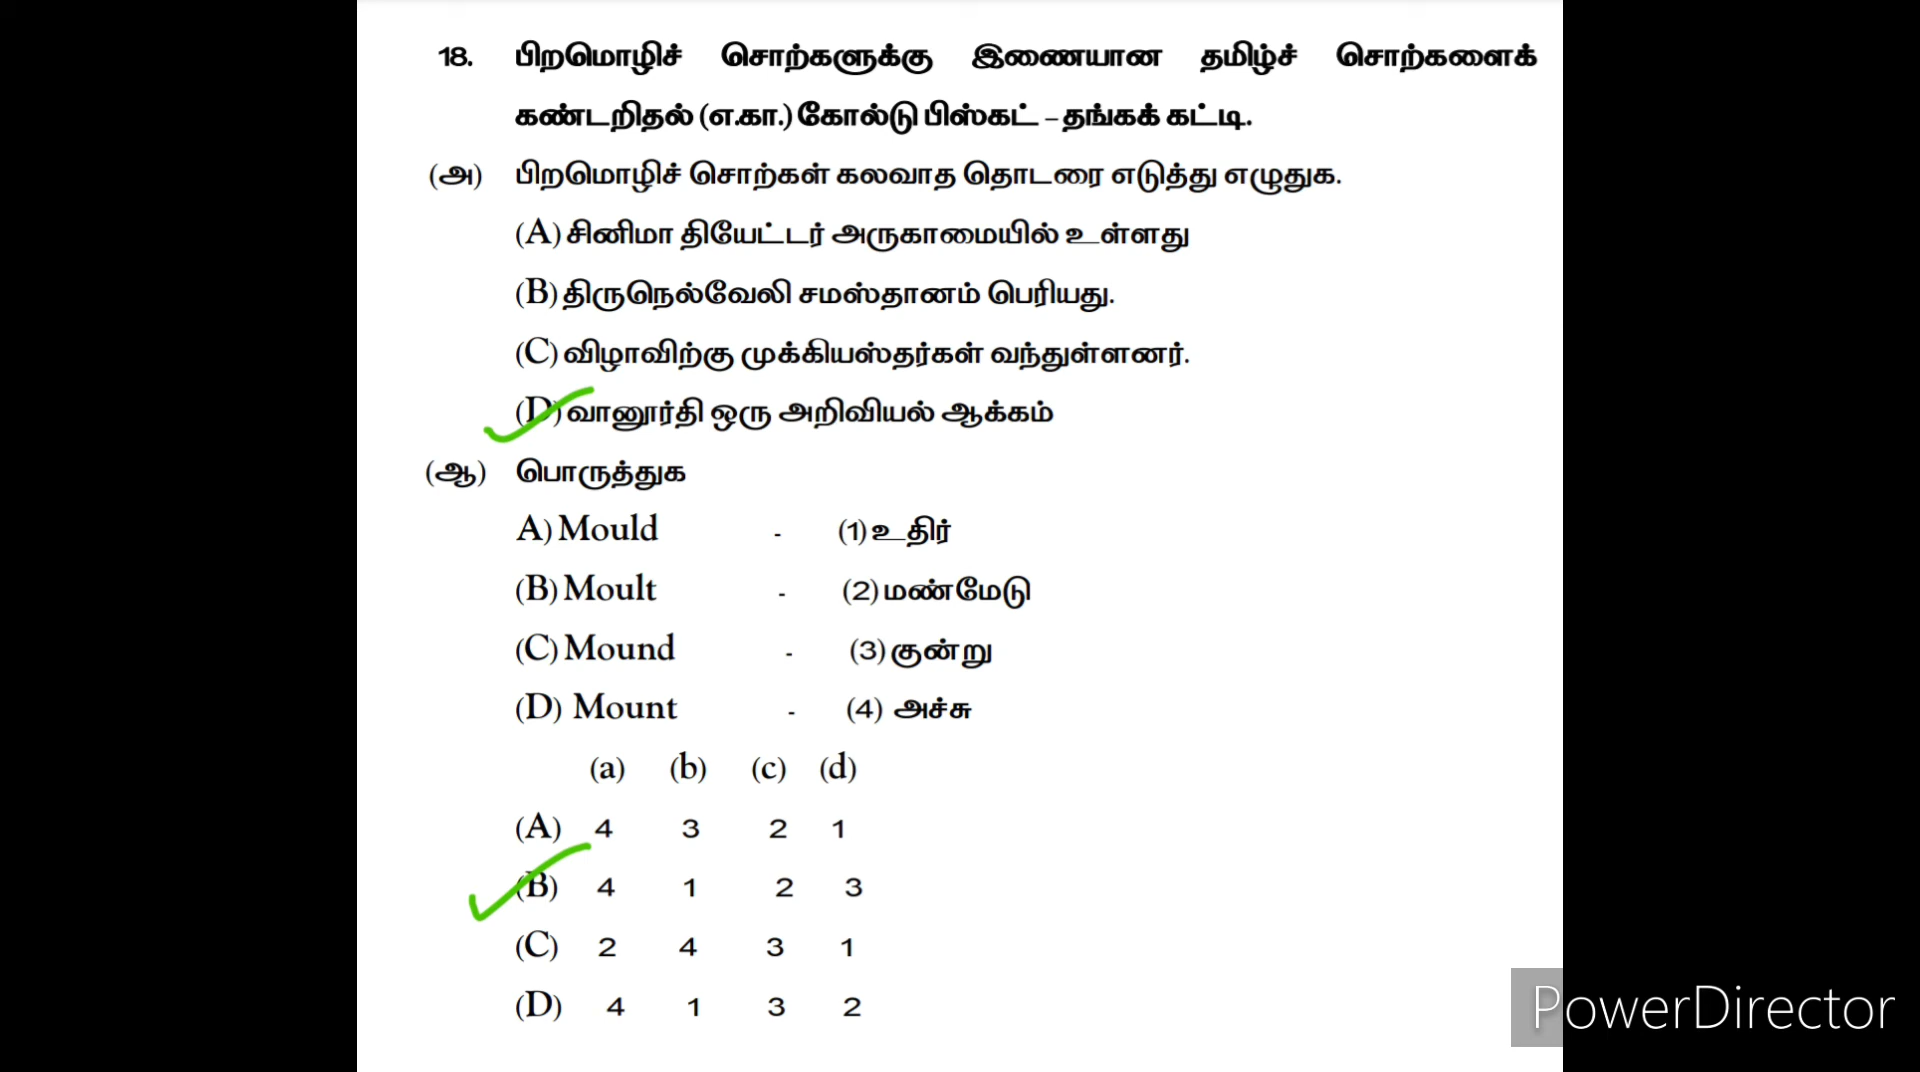 18. பிறமொழிச் சொற்களுக்கு இணையான தமிழ்ச் சொற்களைக்
கண்டறிதல் (எ.கா.) கோல்டு பிஸ்கட் – தங்கக் கட்டி.
(அ) பிறமொழிச் சொற்கள் கலவாத தொடரை எடுத்து எழுதுக.
(A) சினிமா தியேட்டர் அருகாமையில் உள்ளது
(B) திருநெல்வேலி சமஸ்தானம் பெரியது.
(C) விழாவிற்கு முக்கியஸ்தர்கள் வந்துள்ளனர்.
(D) வானூர்தி ஒரு அறிவியல் ஆக்கம்
(ஆ) பொருத்துக
A) Mould - (1) உதிர்
(B) Moult - (2) மண்மேடு
(C) Mound - (3) குன்று
(D) Mount - (4) அச்சு
(a) (b) (c) (d)
(A) 4 3 2 1
(B) 4 1 2 3
(C) 2 4 3 1
(D) 4 1 3 2
PowerDirector